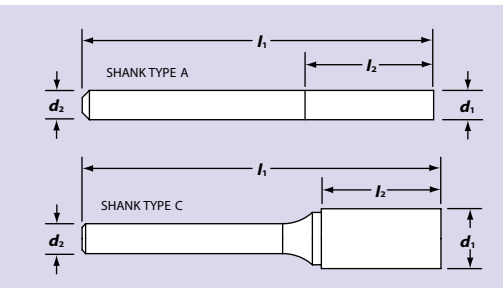 l₁
SHANK TYPE A
l₂
d₂
d₁
l₁
SHANK TYPE C
l₂
d₂
d₁